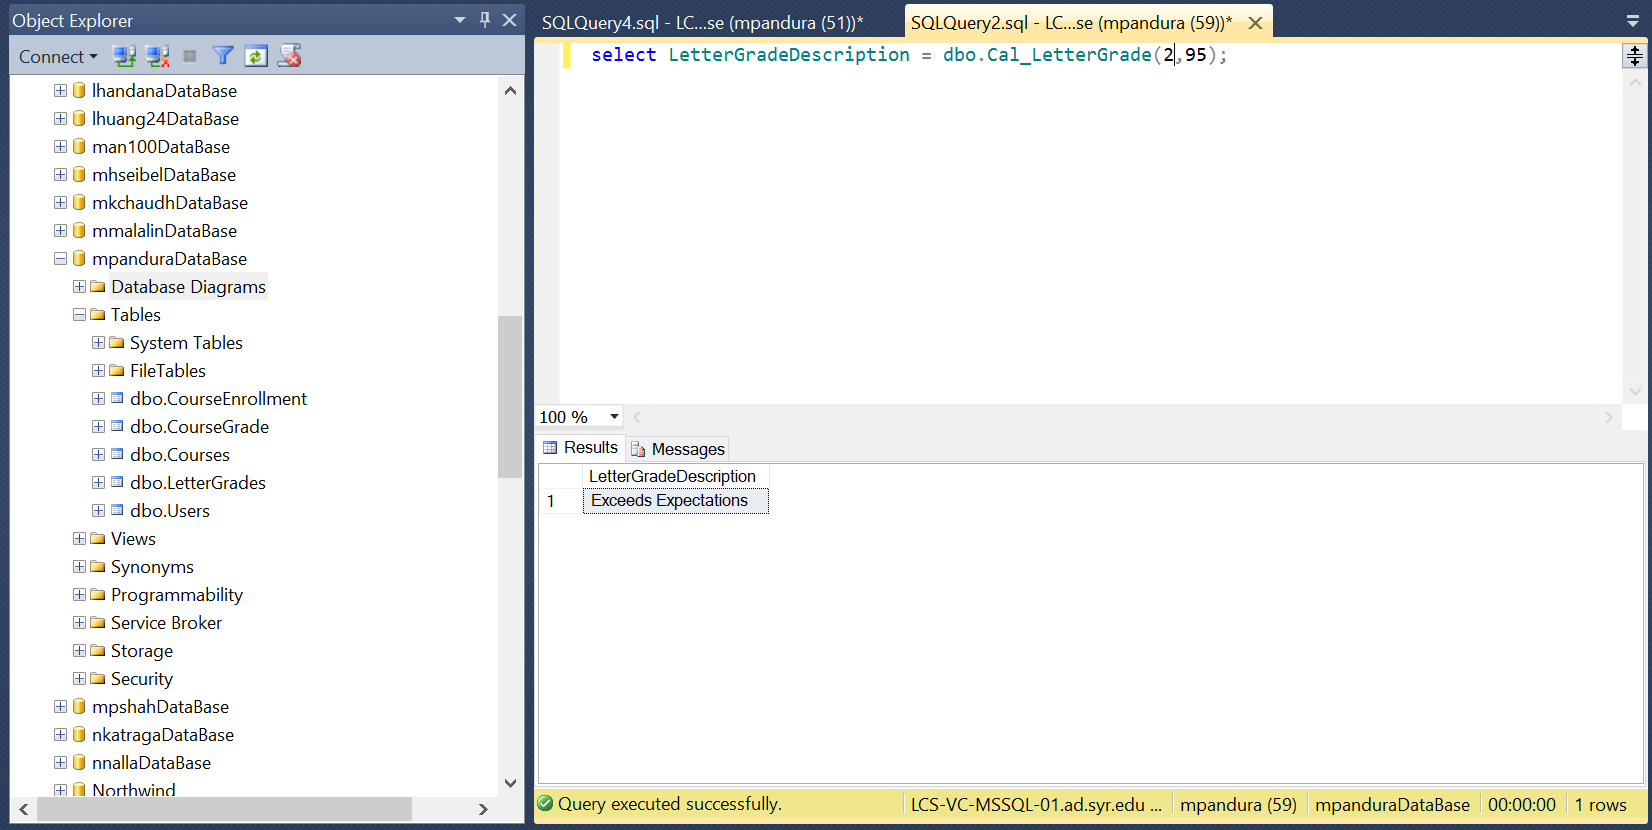 Object Explorer
Connect
lhandanaDataBase
lhuang24DataBase
man100DataBase
mhseibelDataBase
mkchaudhDataBase
mmalalinDataBase
mpanduraDataBase
Database Diagrams
Tables
System Tables
FileTables
dbo.CourseEnrollment
dbo.CourseGrade
dbo.Courses
dbo.LetterGrades
dbo.Users
Views
Synonyms
Programmability
Service Broker
Storage
Security
mpshahDataBase
nkatragaDataBase
nnallaDataBase
Northwind
SQLQuery4.sql - LC...se (mpandura (51))*
SQLQuery2.sql - LC...se (mpandura (59))*
select LetterGradeDescription = dbo.Cal_LetterGrade(2,95);
100 %
Results Messages
LetterGradeDescription
1 Exceeds Expectations
Query executed successfully. LCS-VC-MSSQL-01.ad.syr.edu ... mpandura (59) mpanduraDataBase 00:00:00 1 rows